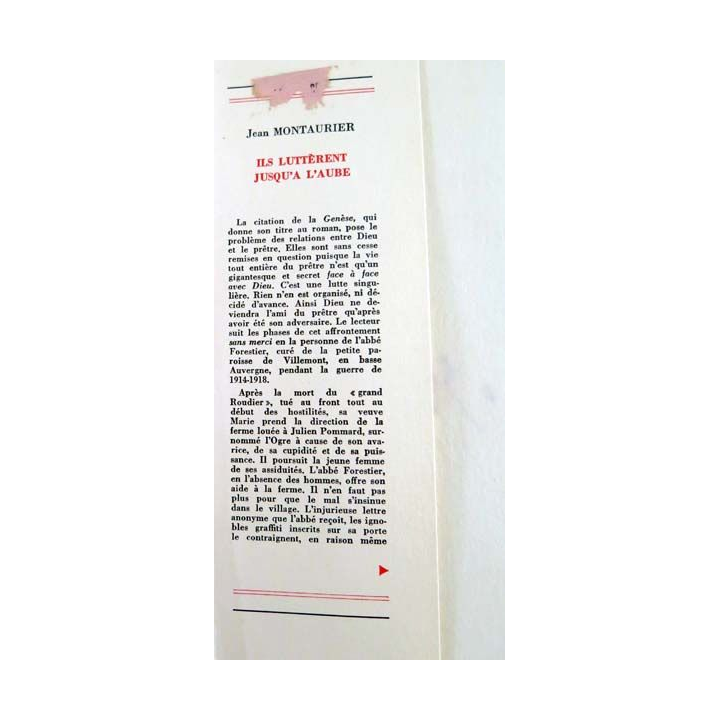 Jean MONTAURIER
ILS LUTTÈRENT
JUSQU'A L'AUBE
La citation de la Genèse, qui
donne son titre au roman, pose le
problème des relations entre Dieu
et le prêtre. Elles sont sans cesse
remises en question puisque la vie
tout entière du prêtre n'est qu'un
gigantesque et secret face à face
avec Dieu. C'est une lutte singu-
lière. Rien n'en est organisé, ni dé-
cidé d'avance. Ainsi Dieu ne de-
viendra l'ami du prêtre qu'après
avoir été son adversaire. Le lecteur
suit les phases de cet affrontement
sans merci en la personne de l'abbé
Forestier, curé de la petite pa-
roisse de Villemont, en basse
Auvergne, pendant la guerre de
1914-1918.
Après la mort du « grand
Roudier », tué au front tout au
début des hostilités, sa veuve
Marie prend la direction de la
ferme louée à Julien Pommard, sur-
nommé l'Ogre à cause de son ava-
rice, de sa cupidité et de sa puis-
sance. Il poursuit la jeune femme
de ses assiduités. L'abbé Forestier,
en l'absence des hommes, offre son
aide à la ferme. Il n'en faut pas
plus pour que le mal s'insinue
dans le village. L'injurieuse lettre
anonyme que l'abbé reçoit, les igno-
bles graffiti inscrits sur sa porte
le contraignent, en raison même